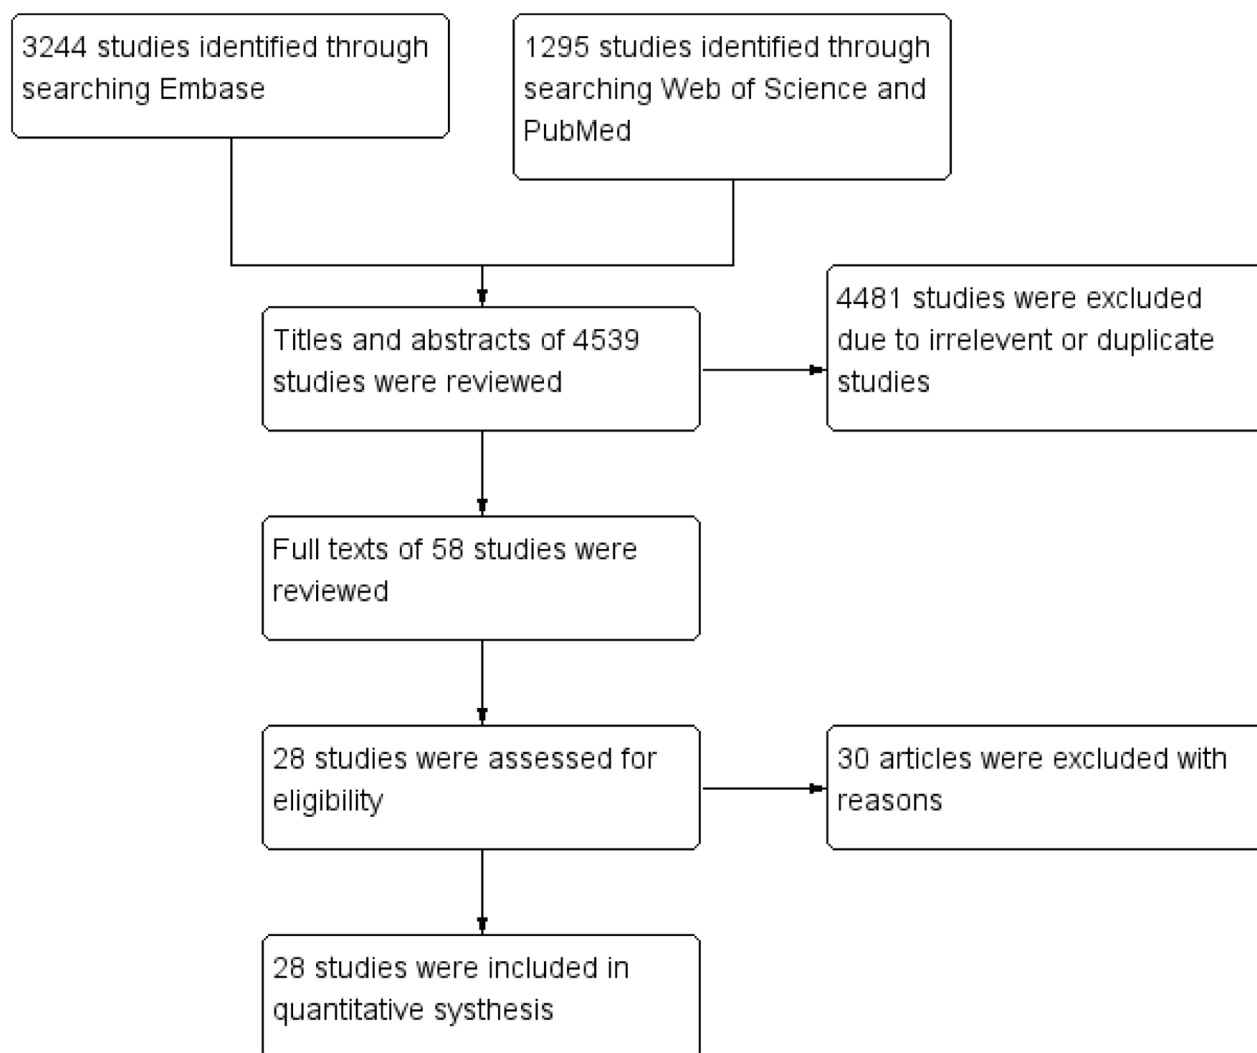 3244 studies identified through
searching Embase
1295 studies identified through
searching Web of Science and
PubMed
Titles and abstracts of 4539
studies were reviewed
4481 studies were excluded
due to irrelevent or duplicate
studies
Full texts of 58 studies were
reviewed
28 studies were assessed for
eligibility
30 articles were excluded with
reasons
28 studies were included in
quantitative systhesis